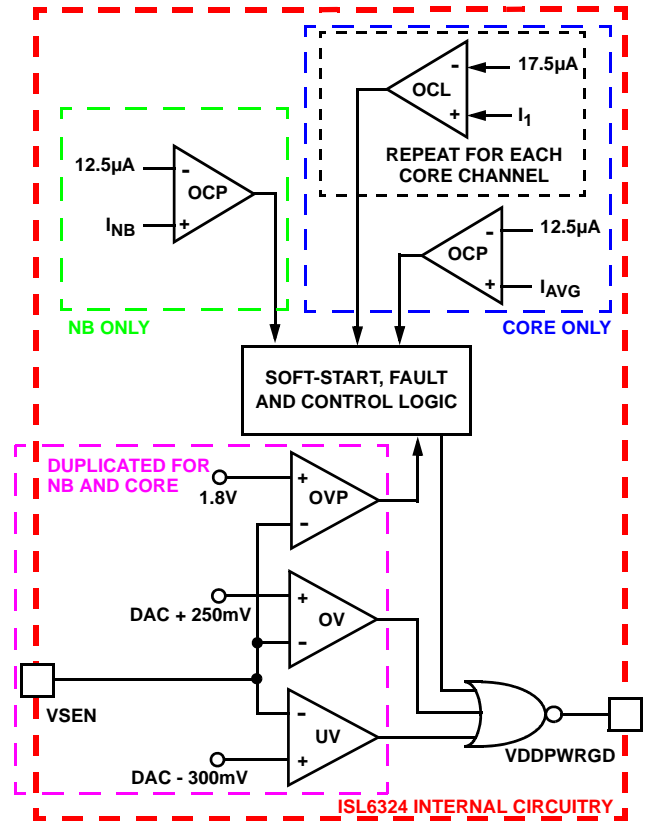 17.5µA
-
OCL
+
I1
REPEAT FOR EACH
CORE CHANNEL
12.5µA
-
OCP
INB
+
-
12.5µA
OCP
+
IAVG
NB ONLY
CORE ONLY
SOFT-START, FAULT
AND CONTROL LOGIC
DUPLICATED FOR
NB AND CORE
+
1.8V
OVP
-
+
DAC + 250mV
OV
-
VSEN
-
UV
+
DAC - 300mV
VDDPWRGD
ISL6324 INTERNAL CIRCUITRY